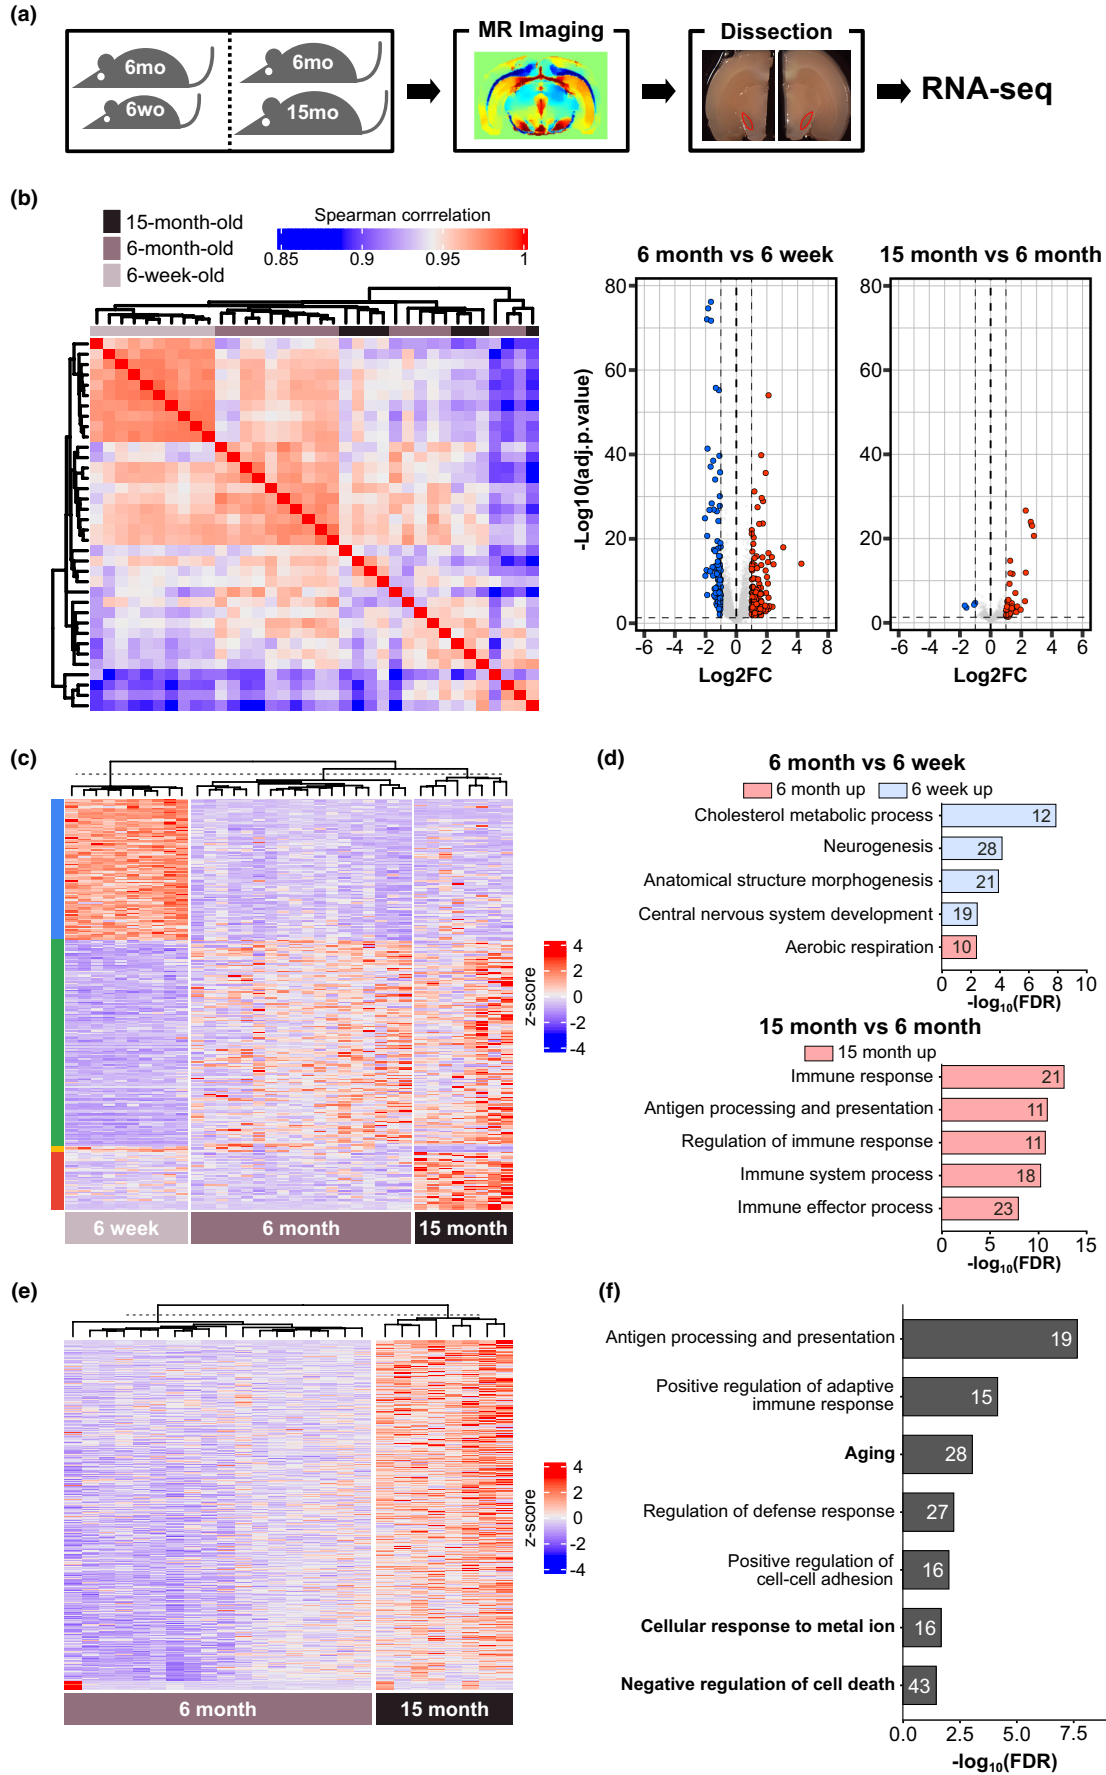 (a)
6mo
6wo
6mo
15mo
MR Imaging
Dissection
RNA-seq
(b)
15-month-old
6-month-old
6-week-old
Spearman corrrelation
0.85 0.9 0.95 1
6 month vs 6 week
-Log10(adj.p.value)
80
60
40
20
0
-6 -4 -2 0 2 4 6 8
Log2FC
15 month vs 6 month
80
60
40
20
0
-6 -4 -2 0 2 4 6
Log2FC
(c)
6 week
6 month
15 month
z-score
4
2
0
-2
-4
(d)
6 month vs 6 week
6 month up
6 week up
Cholesterol metabolic process 12
Neurogenesis 28
Anatomical structure morphogenesis 21
Central nervous system development 19
Aerobic respiration 10
0 2 4 6 8 10
-log10(FDR)
15 month vs 6 month
15 month up
Immune response 21
Antigen processing and presentation 11
Regulation of immune response 11
Immune system process 18
Immune effector process 23
0 5 10 15
-log10(FDR)
(e)
6 month
15 month
z-score
4
2
0
-2
-4
(f)
Antigen processing and presentation 19
Positive regulation of adaptive
immune response 15
Aging 28
Regulation of defense response 27
Positive regulation of
cell-cell adhesion 16
Cellular response to metal ion 16
Negative regulation of cell death 43
0.0 2.5 5.0 7.5
-log10(FDR)